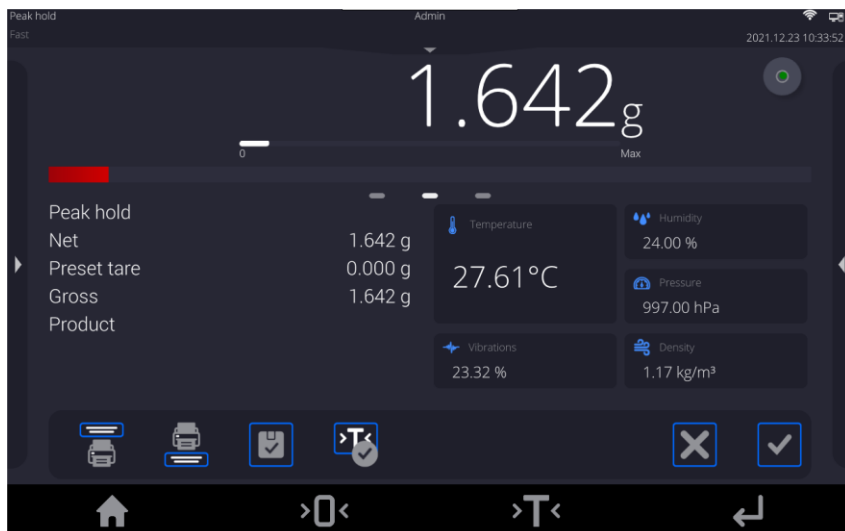 Peak hold Admin
Fast 2021.12.23 10:33:52
1.642g
0 Max
Peak hold
Net 1.642 g
Preset tare 0.000 g
Gross 1.642 g
Product
Temperature
27.61°C
Humidity
24.00 %
Pressure
997.00 hPa
Vibrations
23.32 %
Density
1.17 kg/m³
>T<
>0< >T<